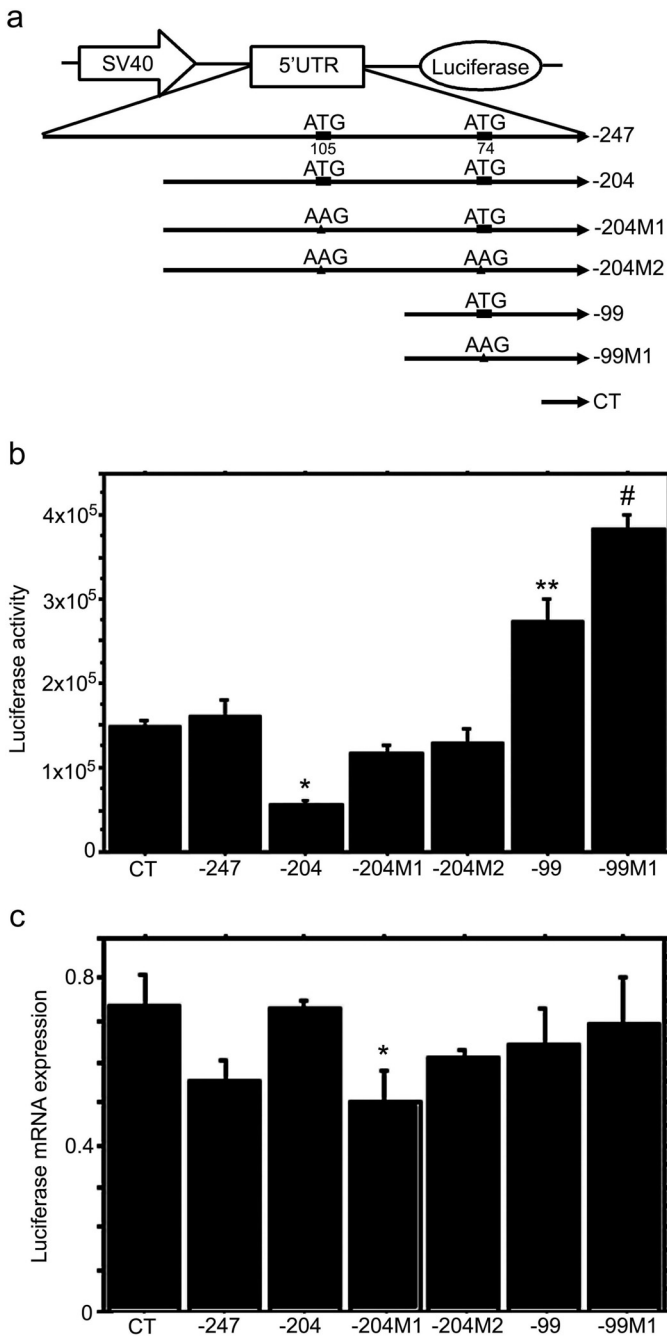 a
SV40 5'UTR Luciferase
ATG ATG -247
105 74
ATG ATG -204
AAG ATG -204M1
AAG AAG -204M2
ATG -99
AAG -99M1
CT
b
Luciferase activity
4x10⁵
3x10⁵
2x10⁵
1x10⁵
0
* ** #
CT -247 -204 -204M1 -204M2 -99 -99M1
c
Luciferase mRNA expression
0.8
0.4
0
*
CT -247 -204 -204M1 -204M2 -99 -99M1